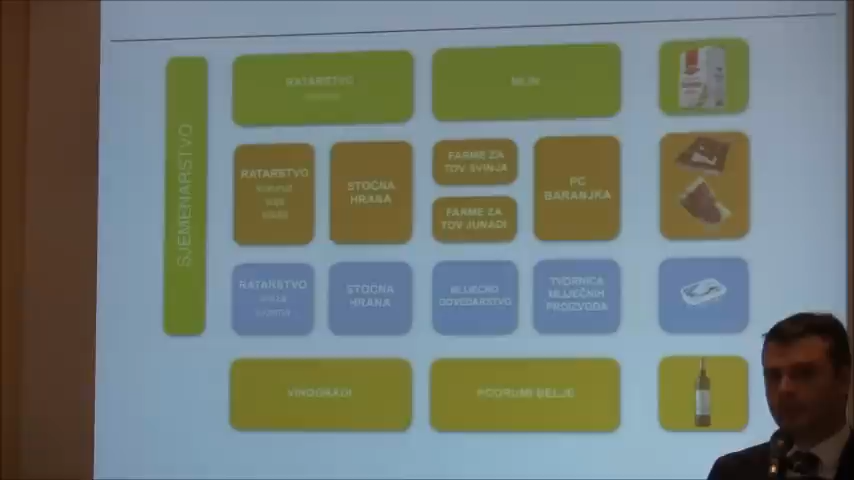 SJEMENARSTVO
RATARSTVO
MLIN
RATARSTVO
STOČNA
HRANA
FARME ZA
TOV SVINJA
FARME ZA
TOV JUNADI
PC
BARANJKA
RATARSTVO
STOČNA
HRANA
MLIJEČNO
GOVEDARSTVO
TVORNICA
MLIJEČNIH
PROIZVODA
VINOGRADI
PODRUMI BELJE